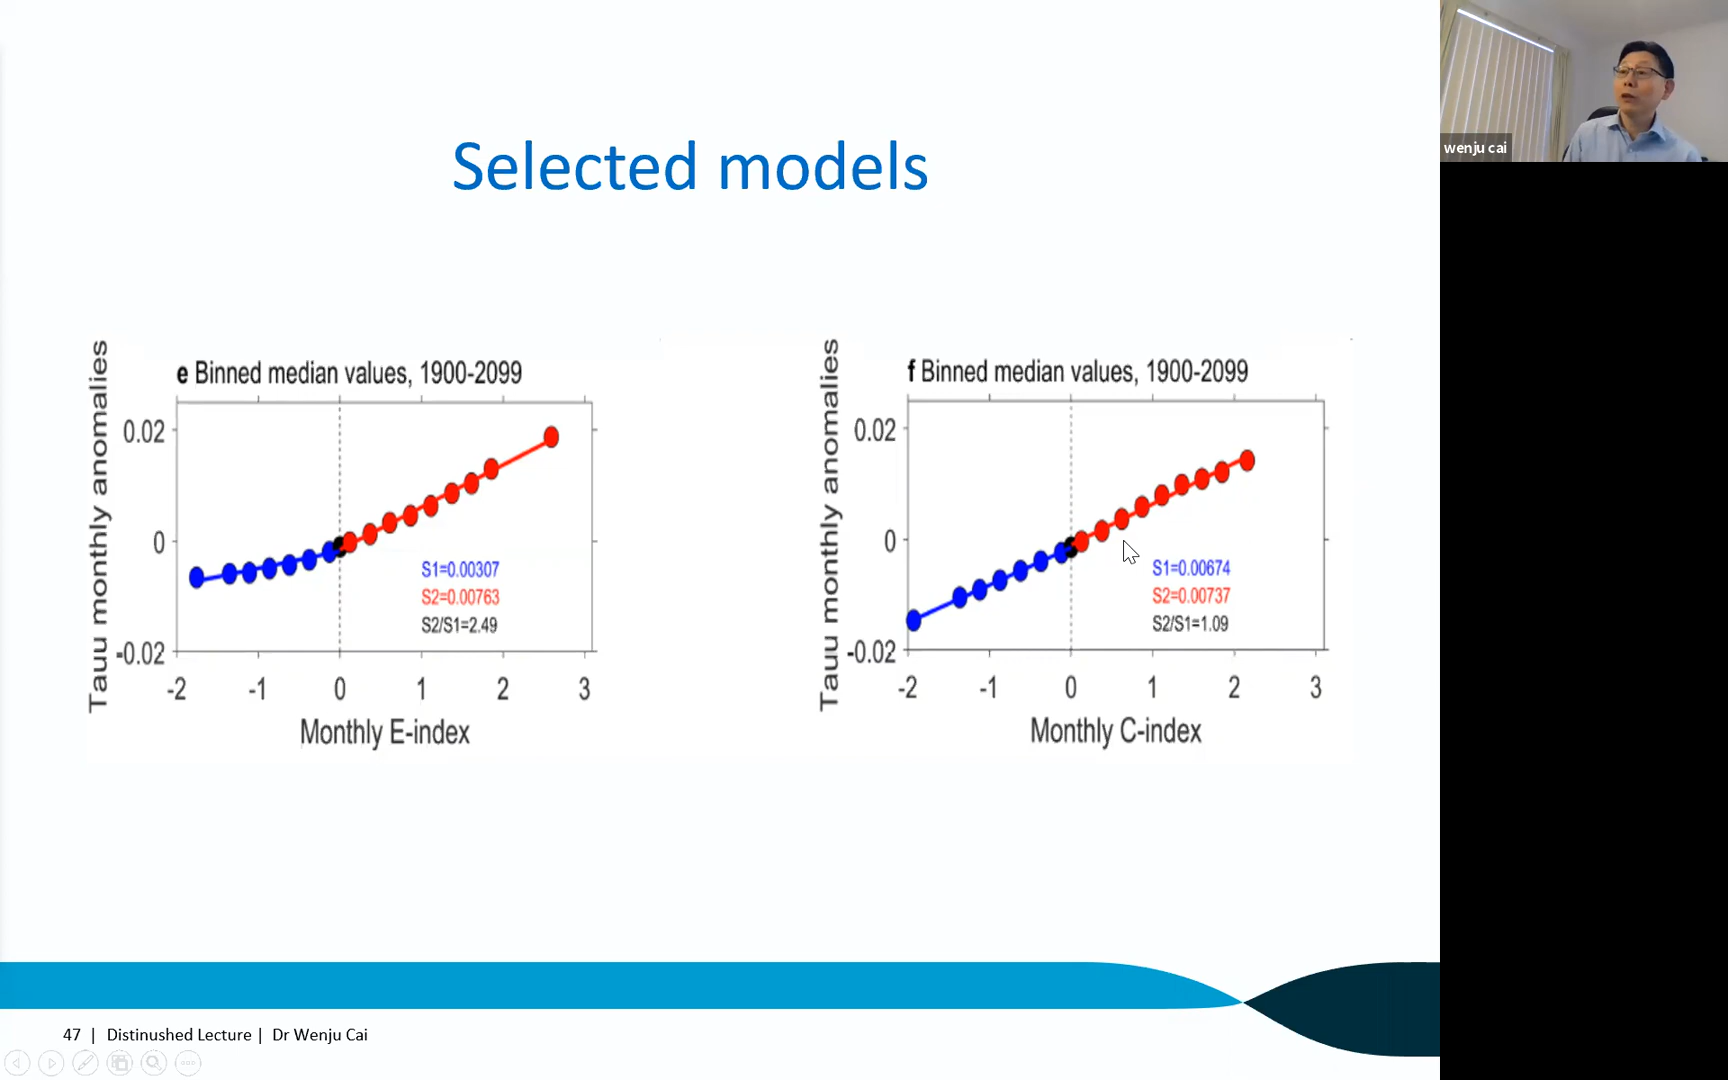 Selected models
wenju cai
e Binned median values, 1900-2099
Tauu monthly anomalies
0.02
0
-0.02
S1=0.00307
S2=0.00763
S2/S1=2.49
-2 -1 0 1 2 3
Monthly E-index
f Binned median values, 1900-2099
Tauu monthly anomalies
0.02
0
-0.02
S1=0.00674
S2=0.00737
S2/S1=1.09
-2 -1 0 1 2 3
Monthly C-index
47 | Distinushed Lecture | Dr Wenju Cai